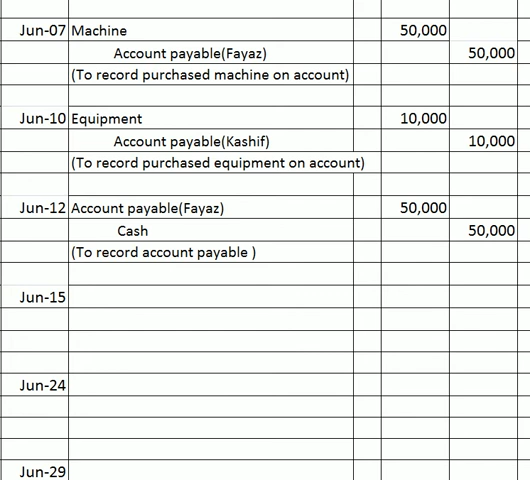 Jun-07 Machine 50,000
Account payable(Fayaz) 50,000
(To record purchased machine on account)
Jun-10 Equipment 10,000
Account payable(Kashif) 10,000
(To record purchased equipment on account)
Jun-12 Account payable(Fayaz) 50,000
Cash 50,000
(To record account payable )
Jun-15
Jun-24
Jun-29